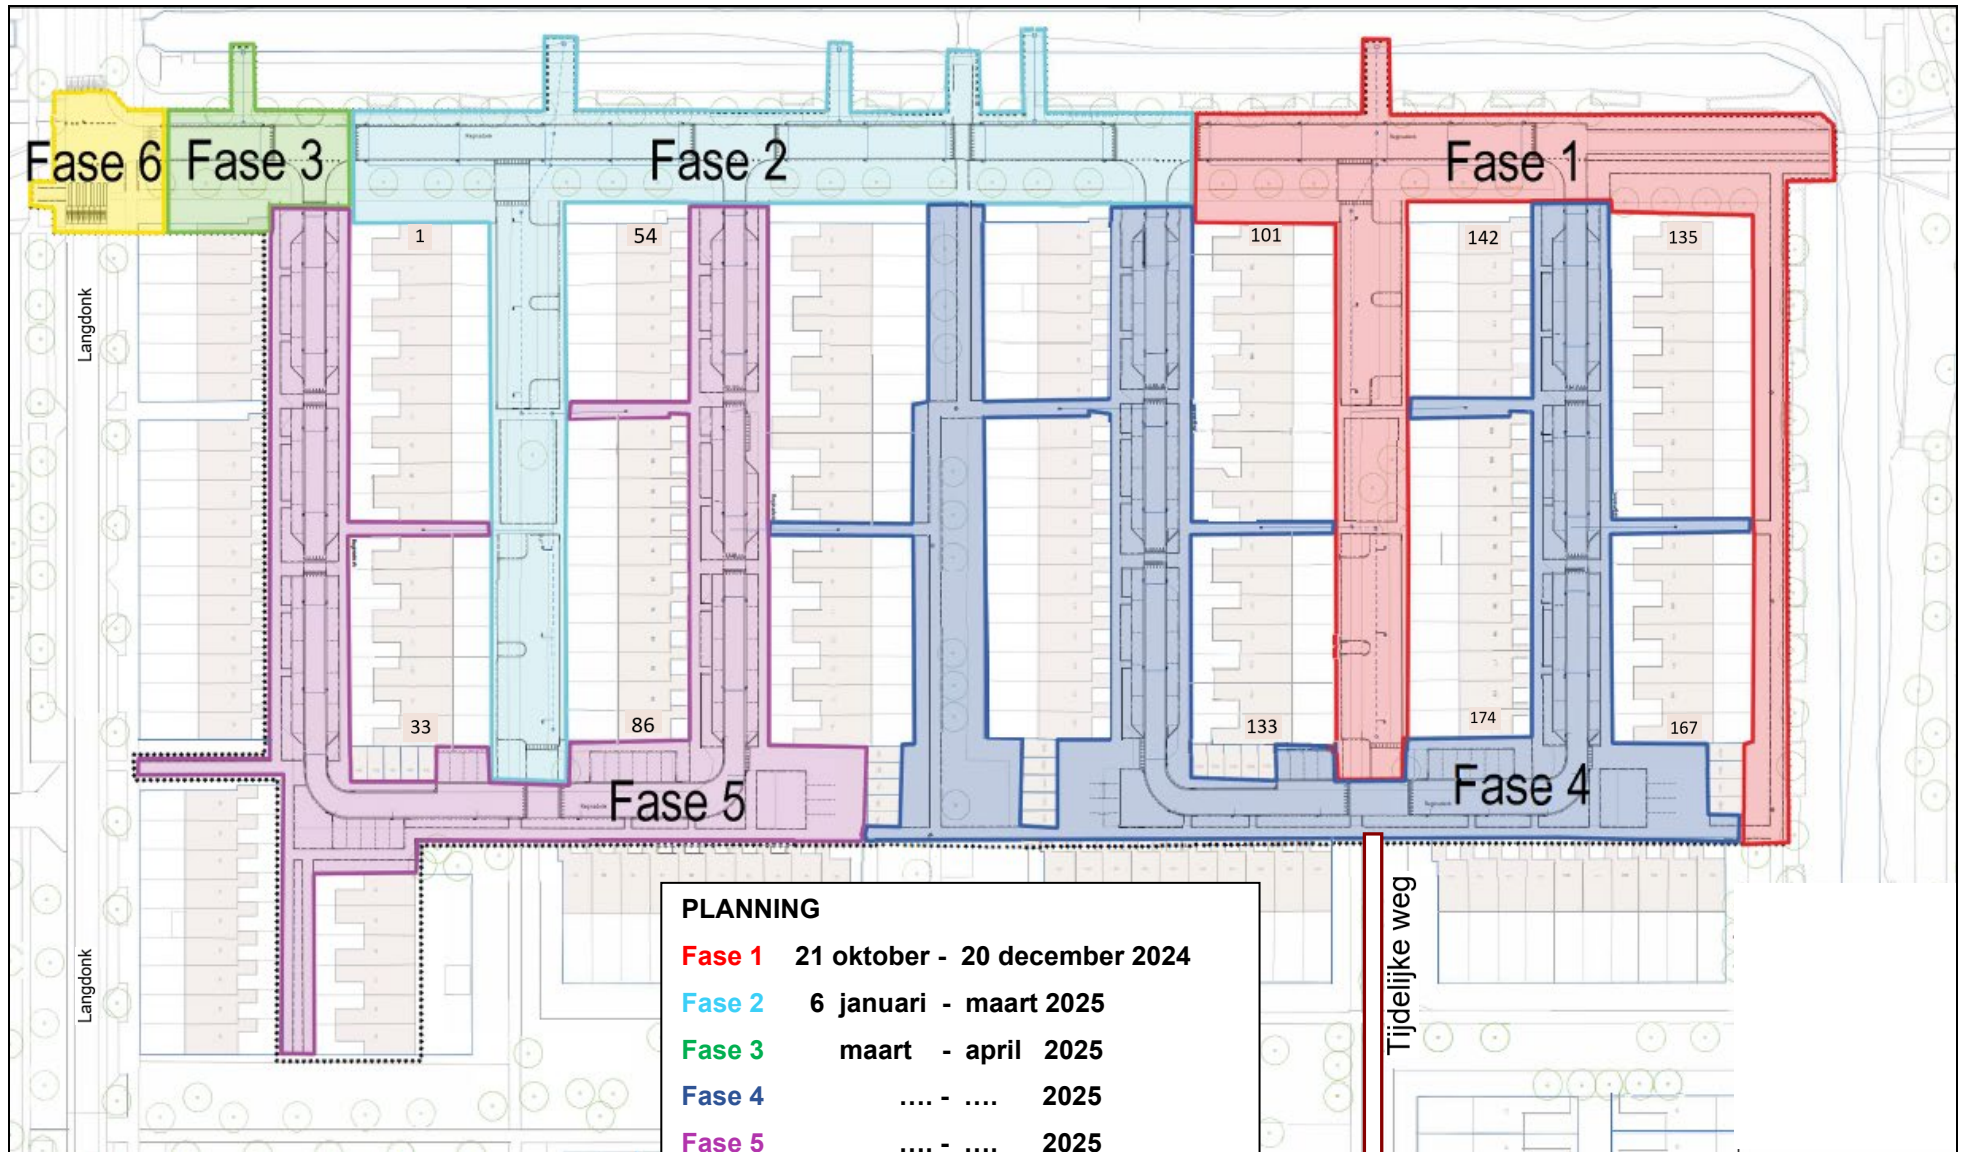 Fase 6
Fase 3
Fase 2
Fase 1
1
54
101
142
135
Langdonk
33
86
133
174
167
Fase 5
Fase 4
Langdonk
Tijdelijke weg
PLANNING
Fase 1 21 oktober - 20 december 2024
Fase 2 6 januari - maart 2025
Fase 3 maart - april 2025
Fase 4 .... - .... 2025
Fase 5 .... - .... 2025